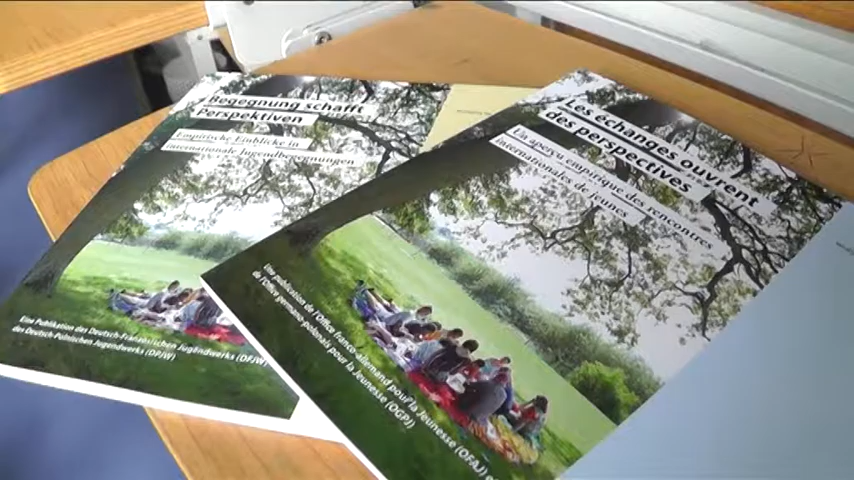 Begegnung schafft
Perspektiven
Empirische Einblicke in
internationale Jugendbegegnungen
Eine Publikation des Deutsch-Französischen Jugendwerks (DFJW)
des Deutsch-Polnischen Jugendwerks (DPJW)
Les échanges ouvrent
des perspectives
Un aperçu empirique des rencontres
internationales de jeunes
Une publication de l'Office franco-allemand pour la Jeunesse (OFAJ) et
de l'Office germano-polonais pour la Jeunesse (OGPJ)